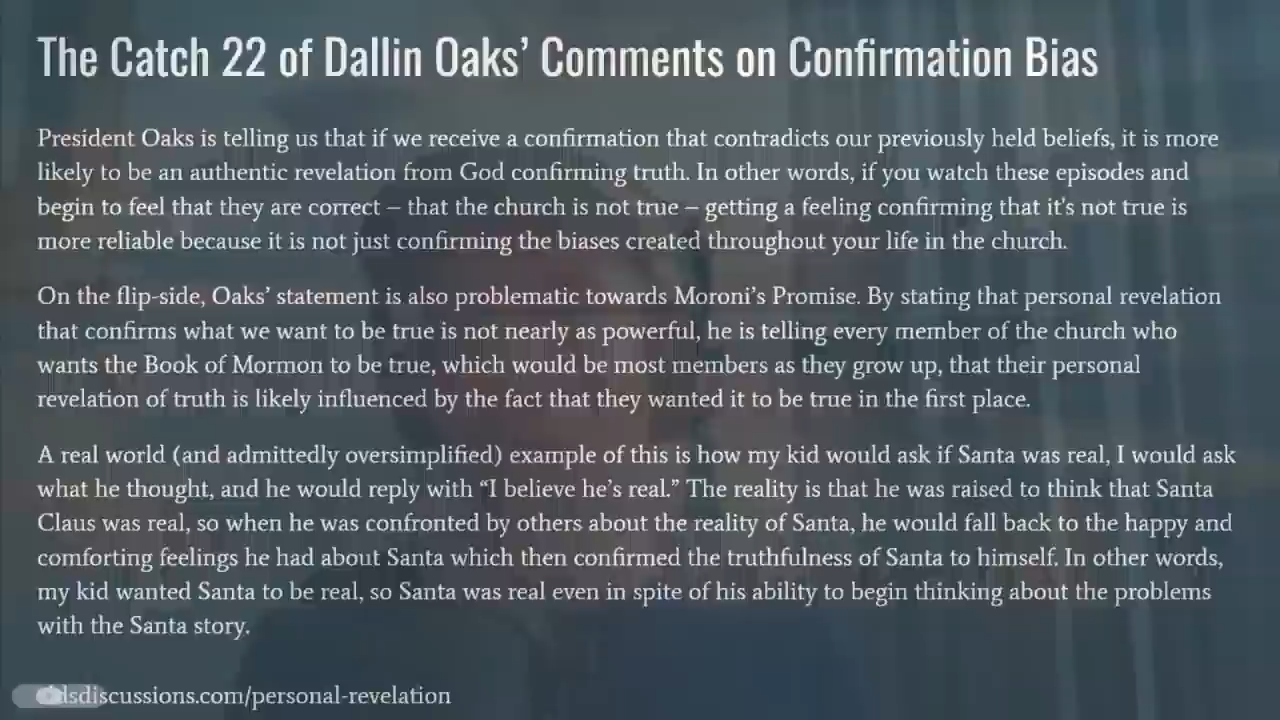 The Catch 22 of Dallin Oaks’ Comments on Confirmation Bias
President Oaks is telling us that if we receive a confirmation that contradicts our previously held beliefs, it is more
likely to be an authentic revelation from God confirming truth. In other words, if you watch these episodes and
begin to feel that they are correct – that the church is not true – getting a feeling confirming that it's not true is
more reliable because it is not just confirming the biases created throughout your life in the church.
On the flip-side, Oaks’ statement is also problematic towards Moroni’s Promise. By stating that personal revelation
that confirms what we want to be true is not nearly as powerful, he is telling every member of the church who
wants the Book of Mormon to be true, which would be most members as they grow up, that their personal
revelation of truth is likely influenced by the fact that they wanted it to be true in the first place.
A real world (and admittedly oversimplified) example of this is how my kid would ask if Santa was real, I would ask
what he thought, and he would reply with “I believe he’s real.” The reality is that he was raised to think that Santa
Claus was real, so when he was confronted by others about the reality of Santa, he would fall back to the happy and
comforting feelings he had about Santa which then confirmed the truthfulness of Santa to himself. In other words,
my kid wanted Santa to be real, so Santa was real even in spite of his ability to begin thinking about the problems
with the Santa story.
ldsdiscussions.com/personal-revelation